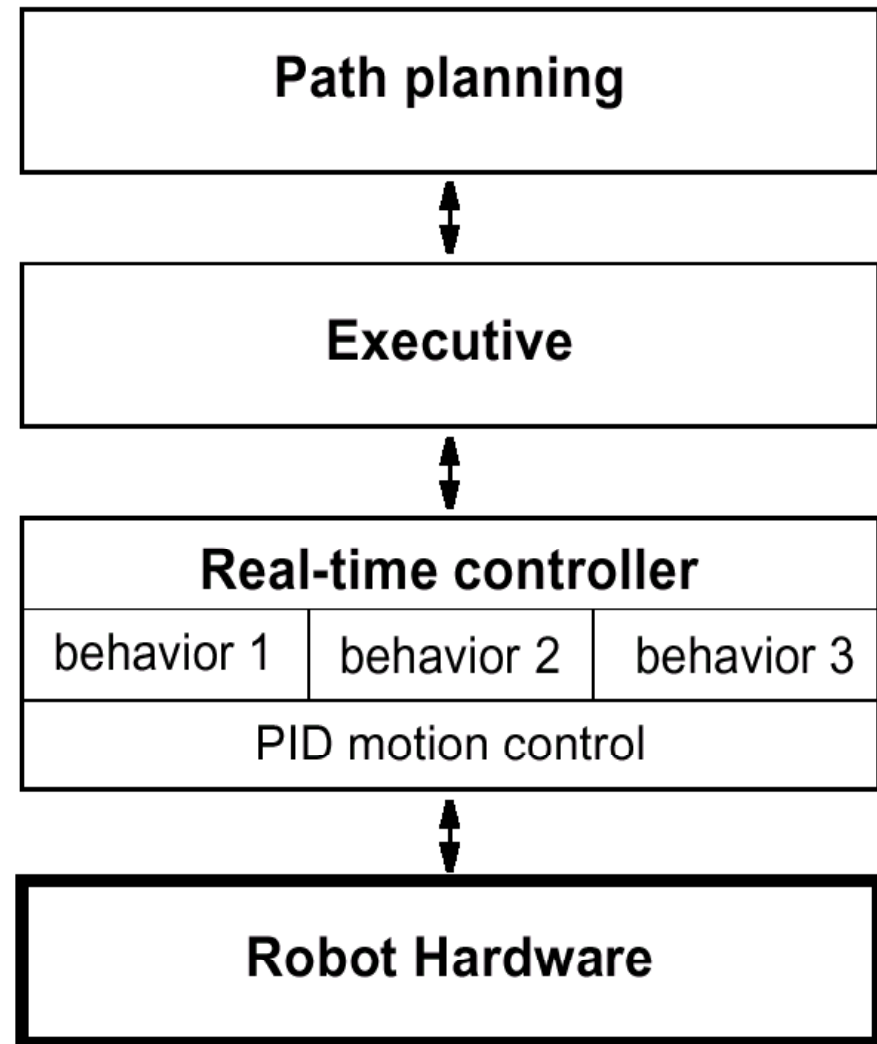 Path planning
Executive
Real-time controller
behavior 1 behavior 2 behavior 3
PID motion control
Robot Hardware